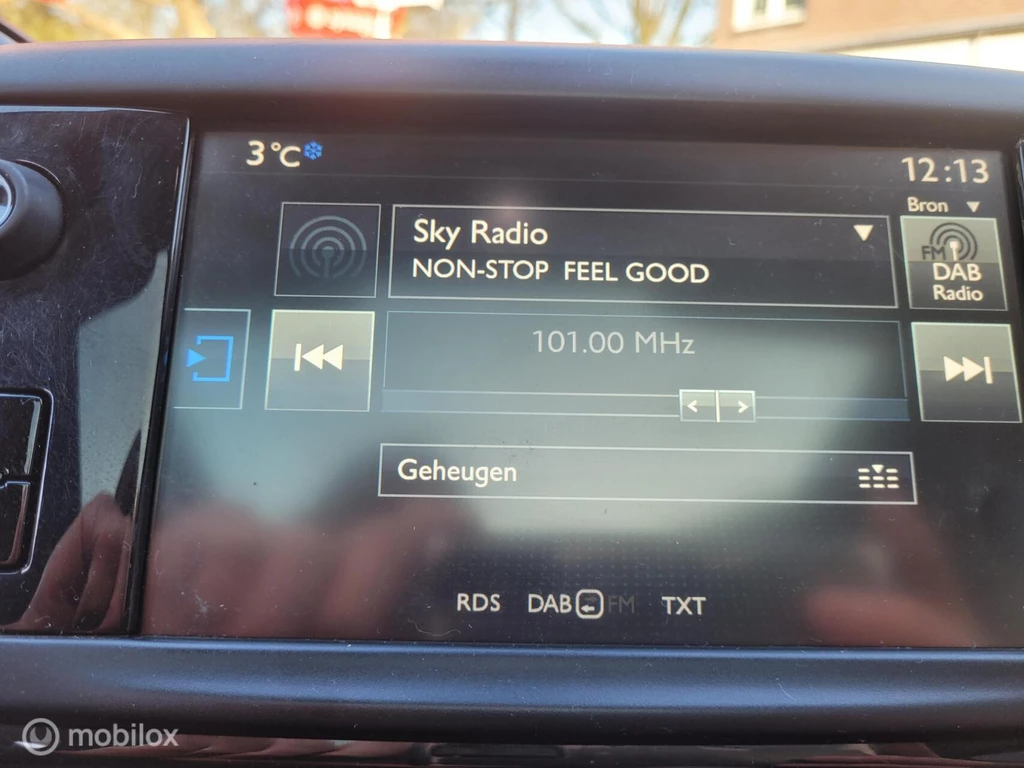 3°C
12:13
Bron
Sky Radio
NON-STOP FEEL GOOD
FM
DAB
Radio
101.00 MHz
Geheugen
RDS DAB FM TXT
mobilox